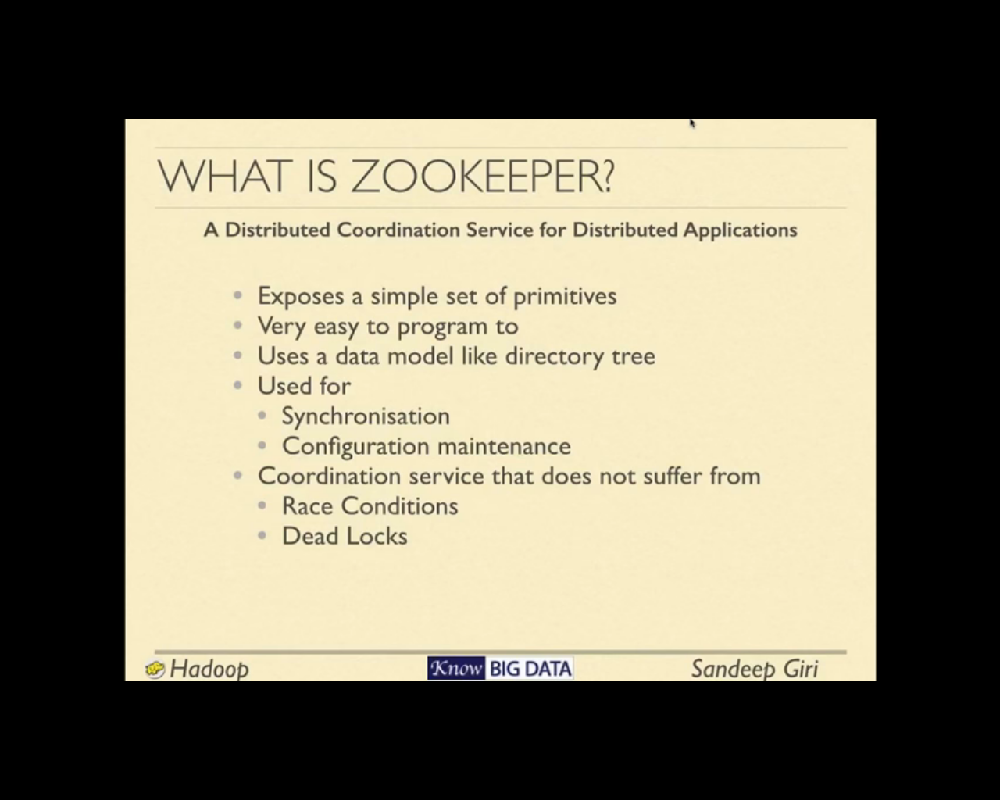 WHAT IS ZOOKEEPER?
A Distributed Coordination Service for Distributed Applications
• Exposes a simple set of primitives
• Very easy to program to
• Uses a data model like directory tree
• Used for
• Synchronisation
• Configuration maintenance
• Coordination service that does not suffer from
• Race Conditions
• Dead Locks
Hadoop
Know BIG DATA
Sandeep Giri